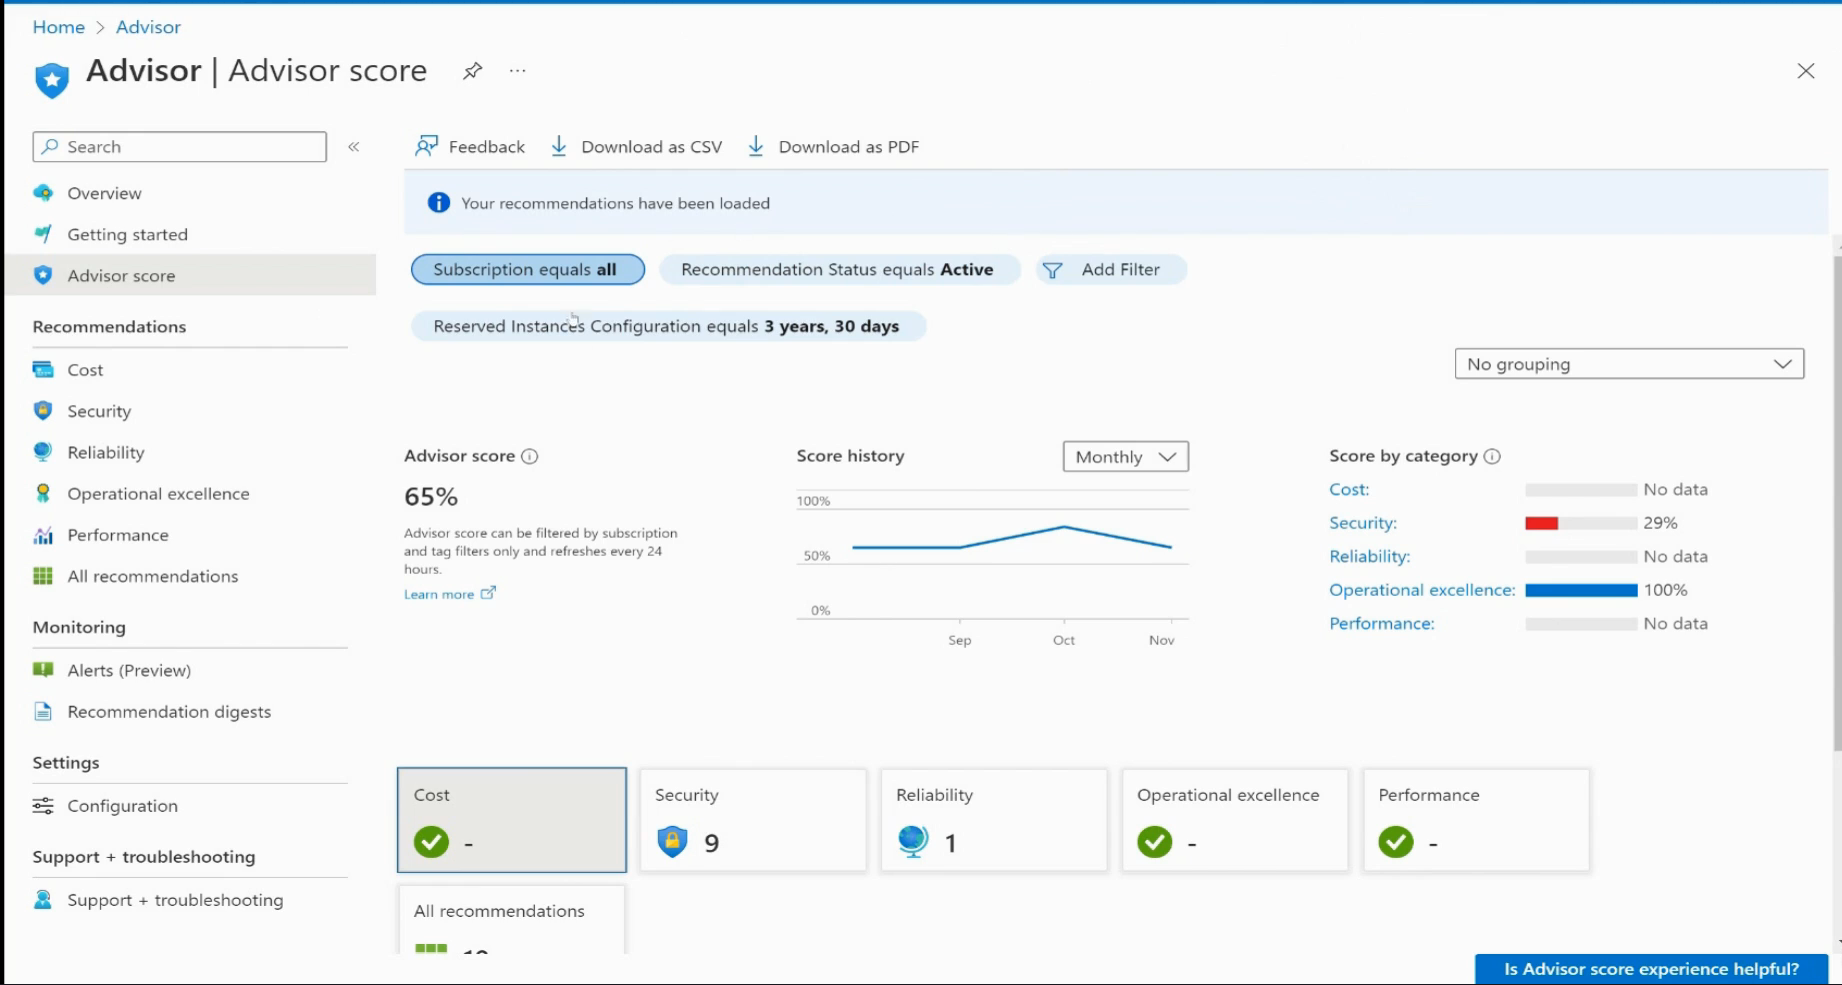 Home > Advisor
Advisor | Advisor score
Search
Overview
Getting started
Advisor score
Recommendations
Cost
Security
Reliability
Operational excellence
Performance
All recommendations
Monitoring
Alerts (Preview)
Recommendation digests
Settings
Configuration
Support + troubleshooting
Support + troubleshooting
Feedback Download as CSV Download as PDF
Your recommendations have been loaded
Subscription equals all Recommendation Status equals Active Add Filter
Reserved Instances Configuration equals 3 years, 30 days
No grouping
Advisor score
65%
Advisor score can be filtered by subscription
and tag filters only and refreshes every 24
hours.
Learn more
Score history Monthly
100%
50%
0%
Sep Oct Nov
Score by category
Cost: No data
Security: 29%
Reliability: No data
Operational excellence: 100%
Performance: No data
Cost
-
Security
9
Reliability
1
Operational excellence
-
Performance
-
All recommendations
Is Advisor score experience helpful?